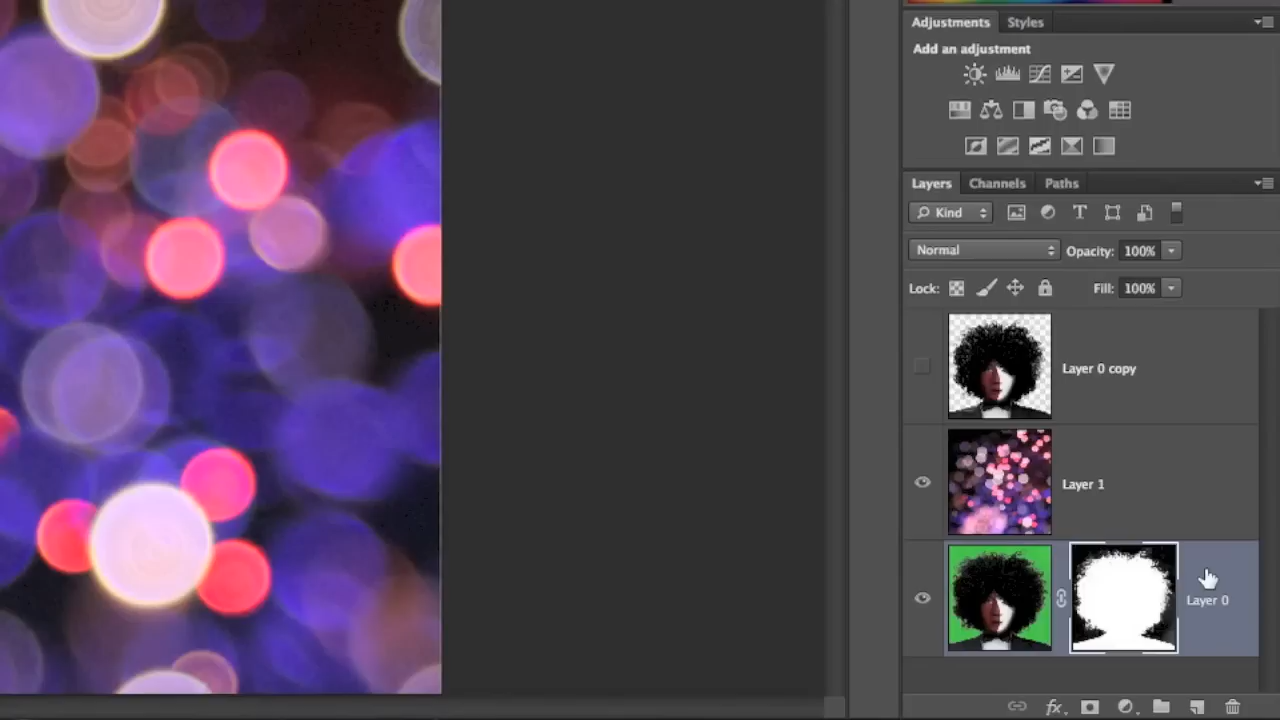 Adjustments Styles
Add an adjustment
Layers Channels Paths
Kind
Normal Opacity: 100%
Lock: Fill: 100%
Layer 0 copy
Layer 1
Layer 0
fx